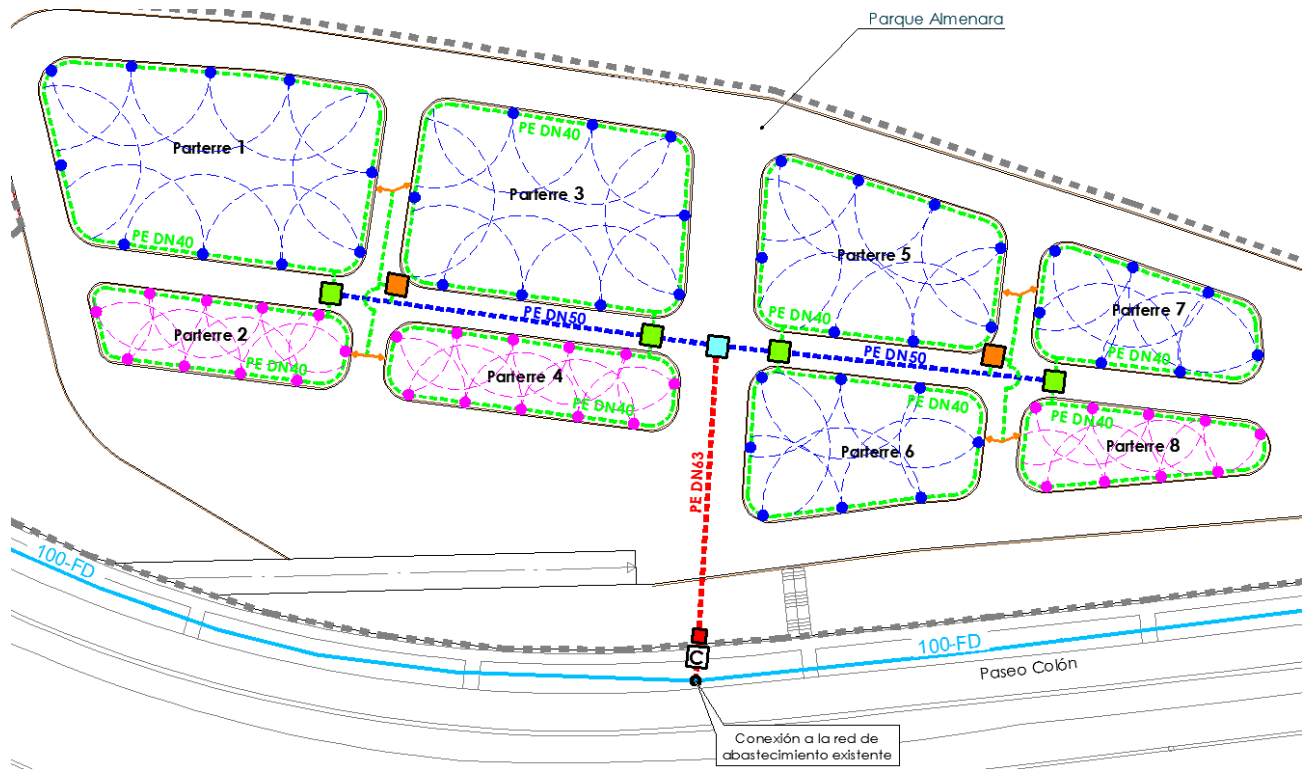 Parque Almenara
PE DN40
Parterre 1
Parterre 3
PE DN40
Parterre 5
Parterre 7
PE DN50
PE DN40
Parterre 2
PE DN40
PE DN50
PE DN40
Parterre 4
PE DN40
PE DN40
PE DN40
Parterre 6
Parterre 8
PE DN63
100-FD
100-FD
C
Paseo Colón
Conexión a la red de
abastecimiento existente